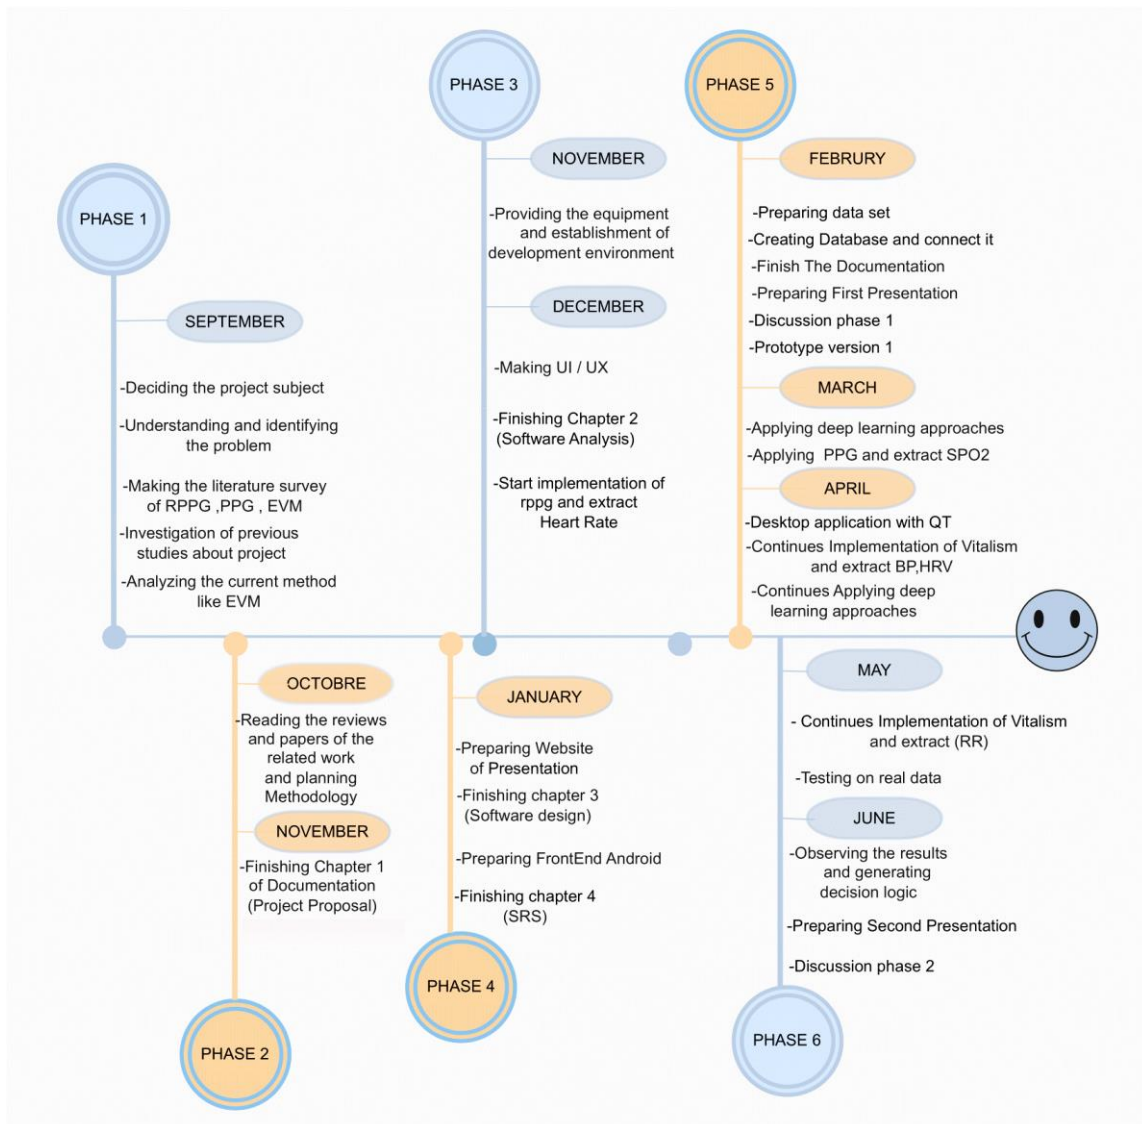 PHASE 1
SEPTEMBER
-Deciding the project subject
-Understanding and identifying
the problem
-Making the literature survey
of RPPG ,PPG , EVM
-Investigation of previous
studies about project
-Analyzing the current method
like EVM
OCTOBRE
-Reading the reviews
and papers of the
related work
and planning
Methodology
NOVEMBER
-Finishing Chapter 1
of Documentation
(Project Proposal)
PHASE 2
PHASE 3
NOVEMBER
-Providing the equipment
and establishment of
development environment
DECEMBER
-Making UI / UX
-Finishing Chapter 2
(Software Analysis)
-Start implementation of
rppg and extract
Heart Rate
JANUARY
-Preparing Website
of Presentation
-Finishing chapter 3
(Software design)
-Preparing FrontEnd Android
-Finishing chapter 4
(SRS)
PHASE 4
PHASE 5
FEBRURY
-Preparing data set
-Creating Database and connect it
-Finish The Documentation
-Preparing First Presentation
-Discussion phase 1
-Prototype version 1
MARCH
-Applying deep learning approaches
-Applying PPG and extract SPO2
APRIL
-Desktop application with QT
-Continues Implementation of Vitalism
and extract BP,HRV
-Continues Applying deep
learning approaches
MAY
- Continues Implementation of Vitalism
and extract (RR)
-Testing on real data
JUNE
-Observing the results
and generating
decision logic
-Preparing Second Presentation
-Discussion phase 2
PHASE 6